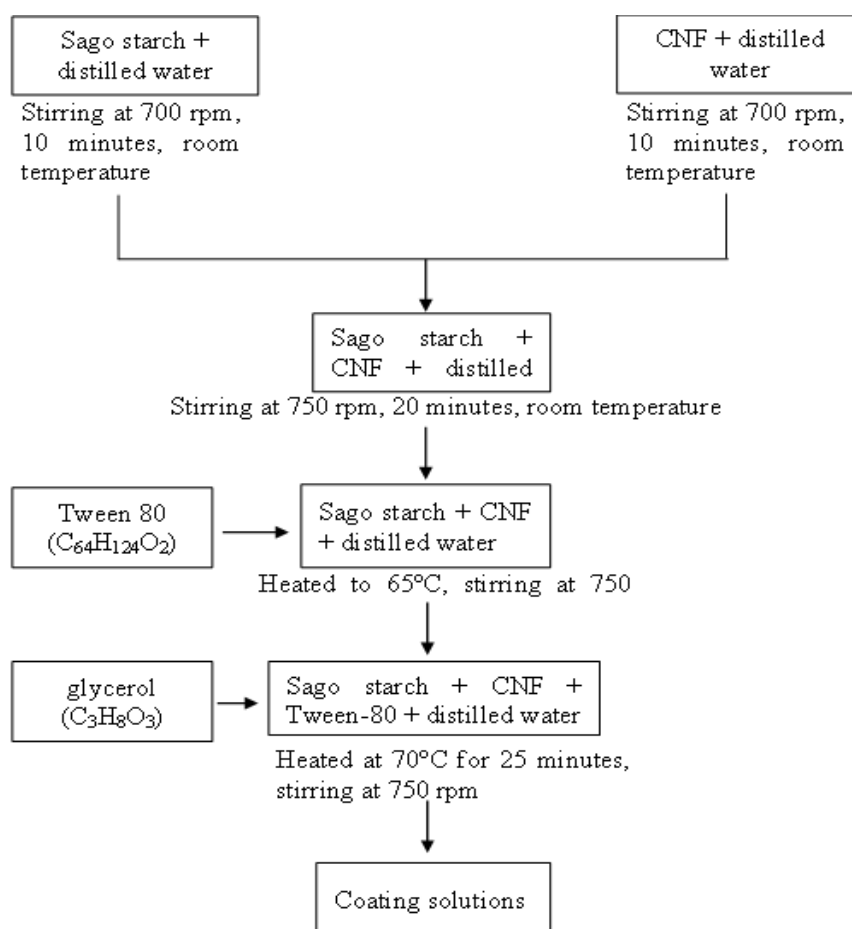 Sago starch +
distilled water
CNF + distilled
water
Stirring at 700 rpm,
10 minutes, room
temperature
Stirring at 700 rpm,
10 minutes, room
temperature
Sago starch +
CNF + distilled
Stirring at 750 rpm, 20 minutes, room temperature
Tween 80
(C₆₄H₁₂₄O₂)
Sago starch + CNF
+ distilled water
Heated to 65°C, stirring at 750
glycerol
(C₃H₈O₃)
Sago starch + CNF +
Tween-80 + distilled water
Heated at 70°C for 25 minutes,
stirring at 750 rpm
Coating solutions